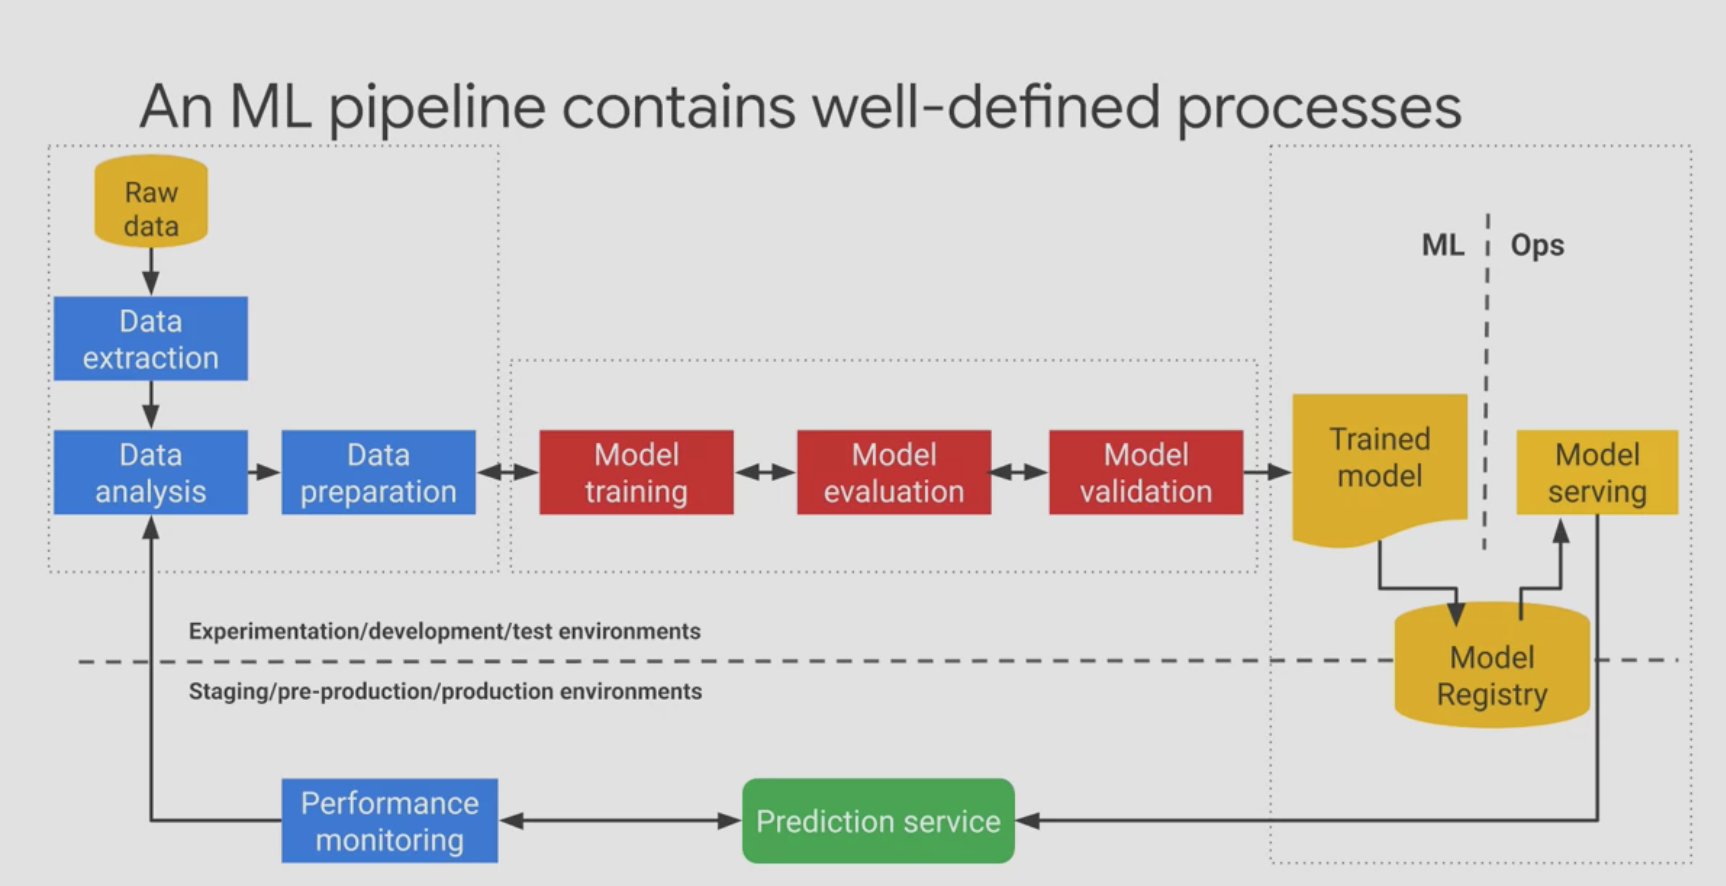 An ML pipeline contains well-defined processes
Raw
data
ML
Ops
Data
extraction
Data
analysis
Data
preparation
Model
training
Model
evaluation
Model
validation
Trained
model
Model
serving
Experimentation/development/test environments
Staging/pre-production/production environments
Model
Registry
Performance
monitoring
Prediction service